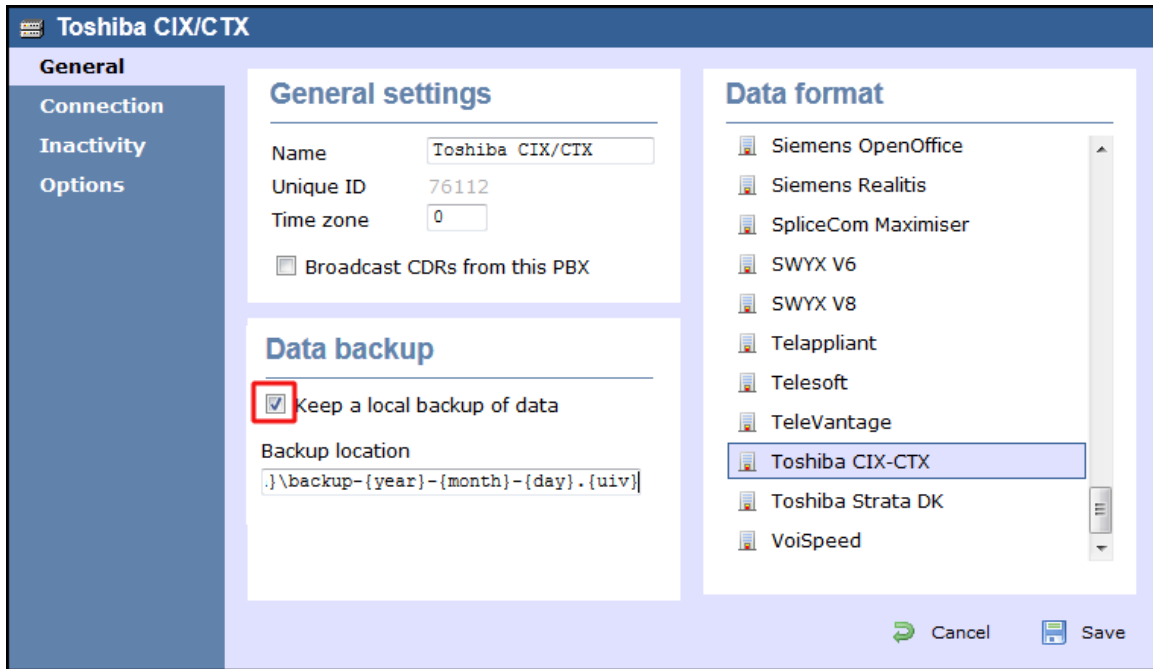 Toshiba CIX/CTX
General
Connection
Inactivity
Options
General settings
Name Toshiba CIX/CTX
Unique ID 76112
Time zone 0
Broadcast CDRs from this PBX
Data backup
Keep a local backup of data
Backup location
.}\backup-{year}-{month}-{day}.{uiv}
Data format
Siemens OpenOffice
Siemens Realitis
SpliceCom Maximiser
SWYX V6
SWYX V8
Telappliant
Telesoft
TeleVantage
Toshiba CIX-CTX
Toshiba Strata DK
VoiSpeed
Cancel Save